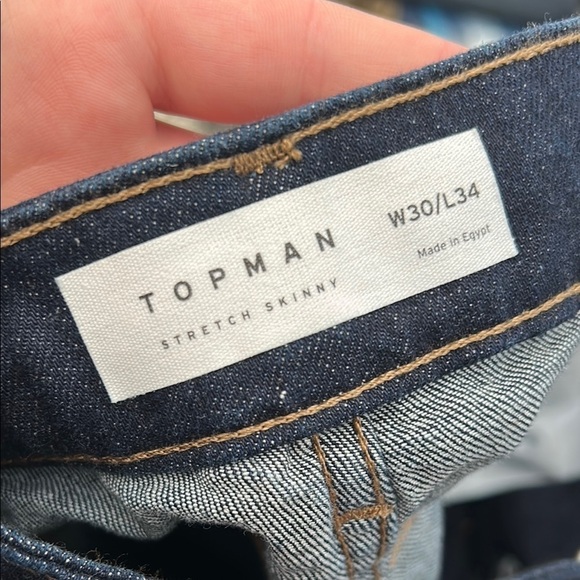 TOPMAN
STRETCH SKINNY
W30/L34
Made in Egypt